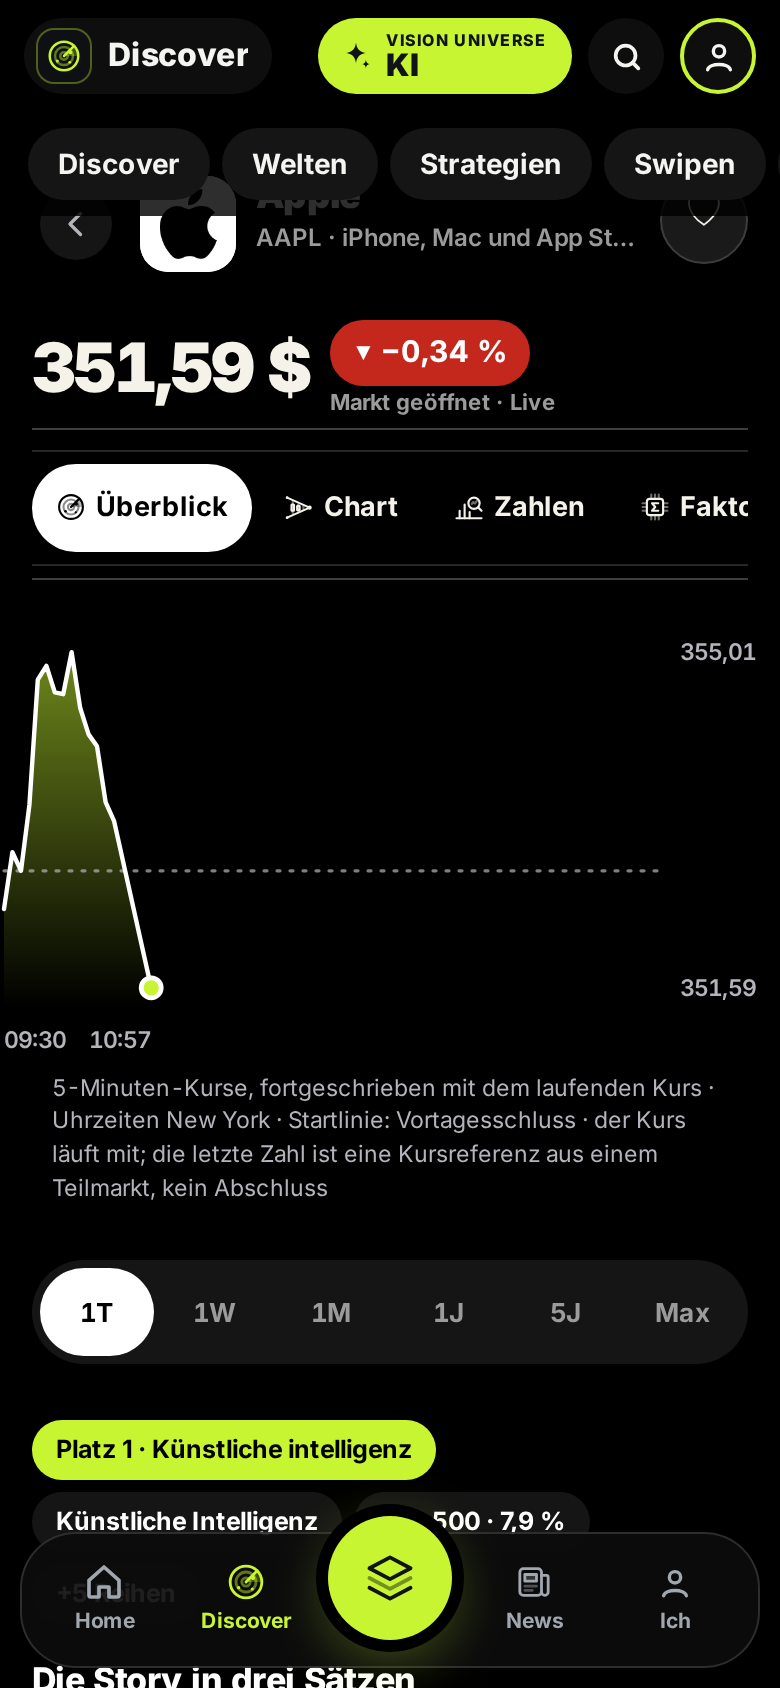 Discover
VISION UNIVERSE
KI
Discover
Welten
Strategien
Swipen
Apple
AAPL · iPhone, Mac und App St...
351,59 $
▼ −0,34 %
Markt geöffnet · Live
Überblick
Chart
Zahlen
Fakto
355,01
351,59
09:30 10:57
5-Minuten-Kurse, fortgeschrieben mit dem laufenden Kurs ·
Uhrzeiten New York · Startlinie: Vortagesschluss · der Kurs
läuft mit; die letzte Zahl ist eine Kursreferenz aus einem
Teilmarkt, kein Abschluss
1T
1W
1M
1J
5J
Max
Platz 1 · Künstliche intelligenz
Künstliche Intelligenz
500 · 7,9 %
Home
Discover
News
Ich
Die Story in drei Sätzen